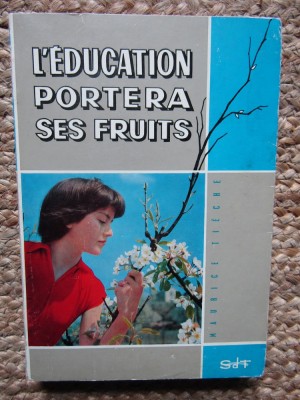 L'ÉDUCATION
PORTERA
SES FRUITS
MAURICE TIÈCHE
SdT